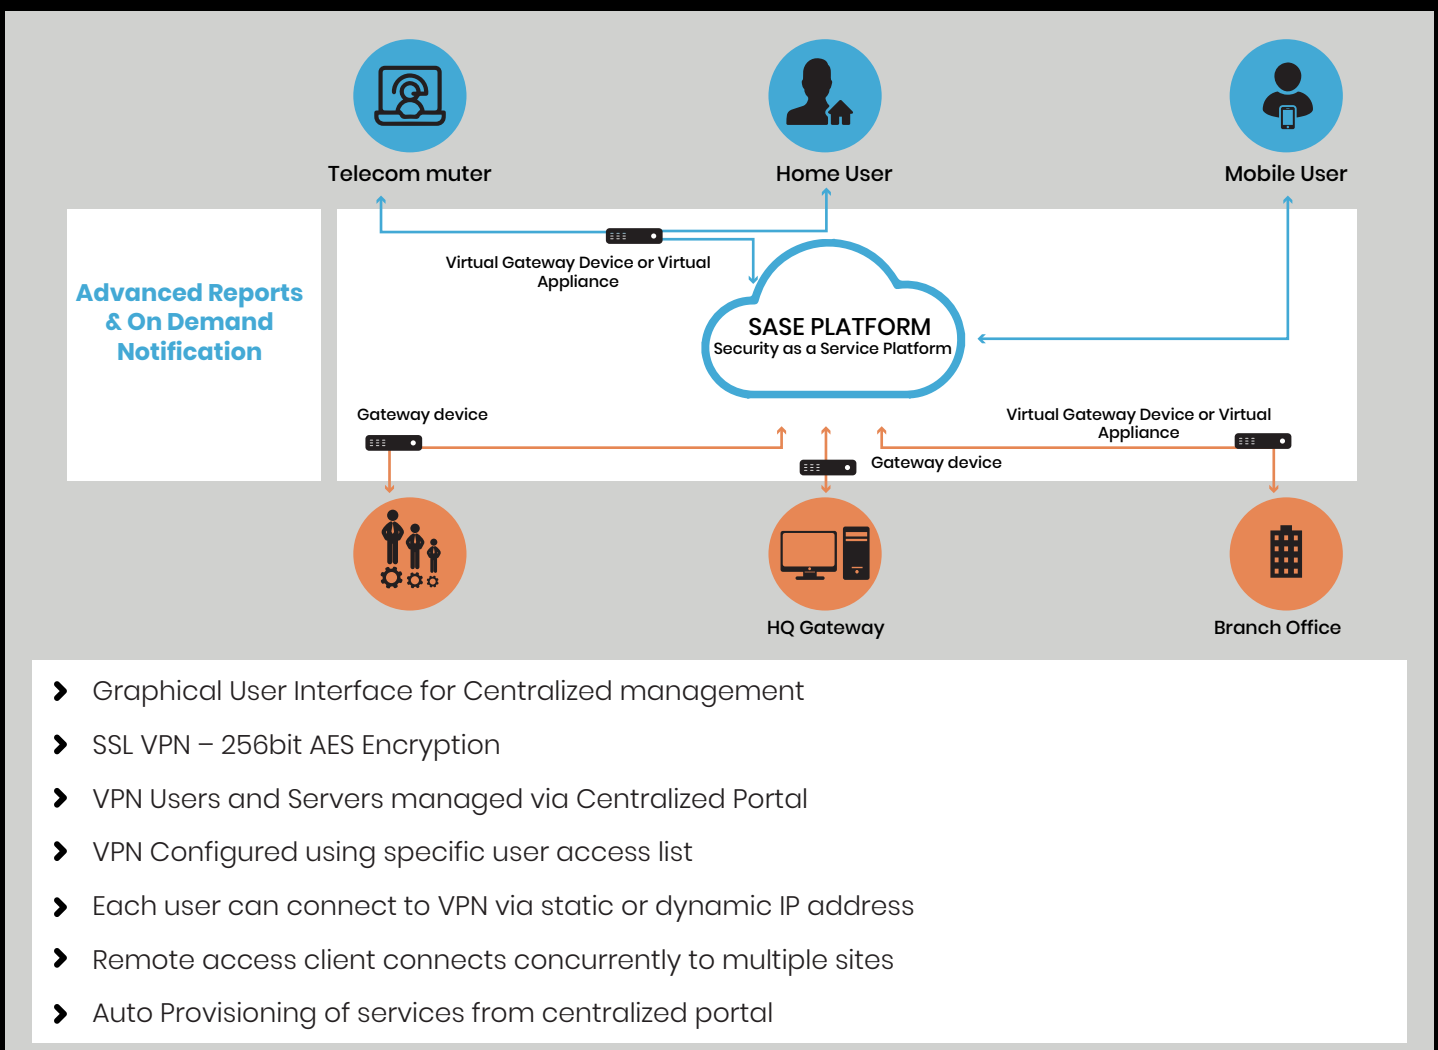 Telecom muter
Home User
Mobile User
Virtual Gateway Device or Virtual
Appliance
Advanced Reports
& On Demand
Notification
SASE PLATFORM
Security as a Service Platform
Gateway device
Virtual Gateway Device or Virtual
Appliance
Gateway device
HQ Gateway
Branch Office
Graphical User Interface for Centralized management
SSL VPN – 256bit AES Encryption
VPN Users and Servers managed via Centralized Portal
VPN Configured using specific user access list
Each user can connect to VPN via static or dynamic IP address
Remote access client connects concurrently to multiple sites
Auto Provisioning of services from centralized portal